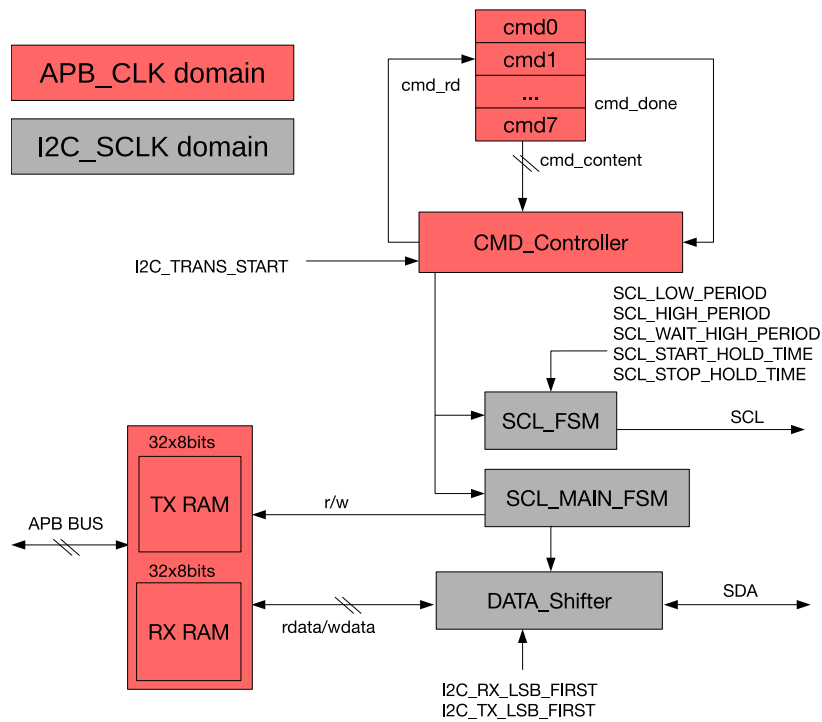 APB_CLK domain
I2C_SCLK domain
cmd0
cmd1
...
cmd7
cmd_rd
cmd_done
cmd_content
CMD_Controller
I2C_TRANS_START
SCL_LOW_PERIOD
SCL_HIGH_PERIOD
SCL_WAIT_HIGH_PERIOD
SCL_START_HOLD_TIME
SCL_STOP_HOLD_TIME
SCL_FSM
SCL
32x8bits
TX RAM
r/w
SCL_MAIN_FSM
APB BUS
32x8bits
RX RAM
rdata/wdata
DATA_Shifter
SDA
I2C_RX_LSB_FIRST
I2C_TX_LSB_FIRST